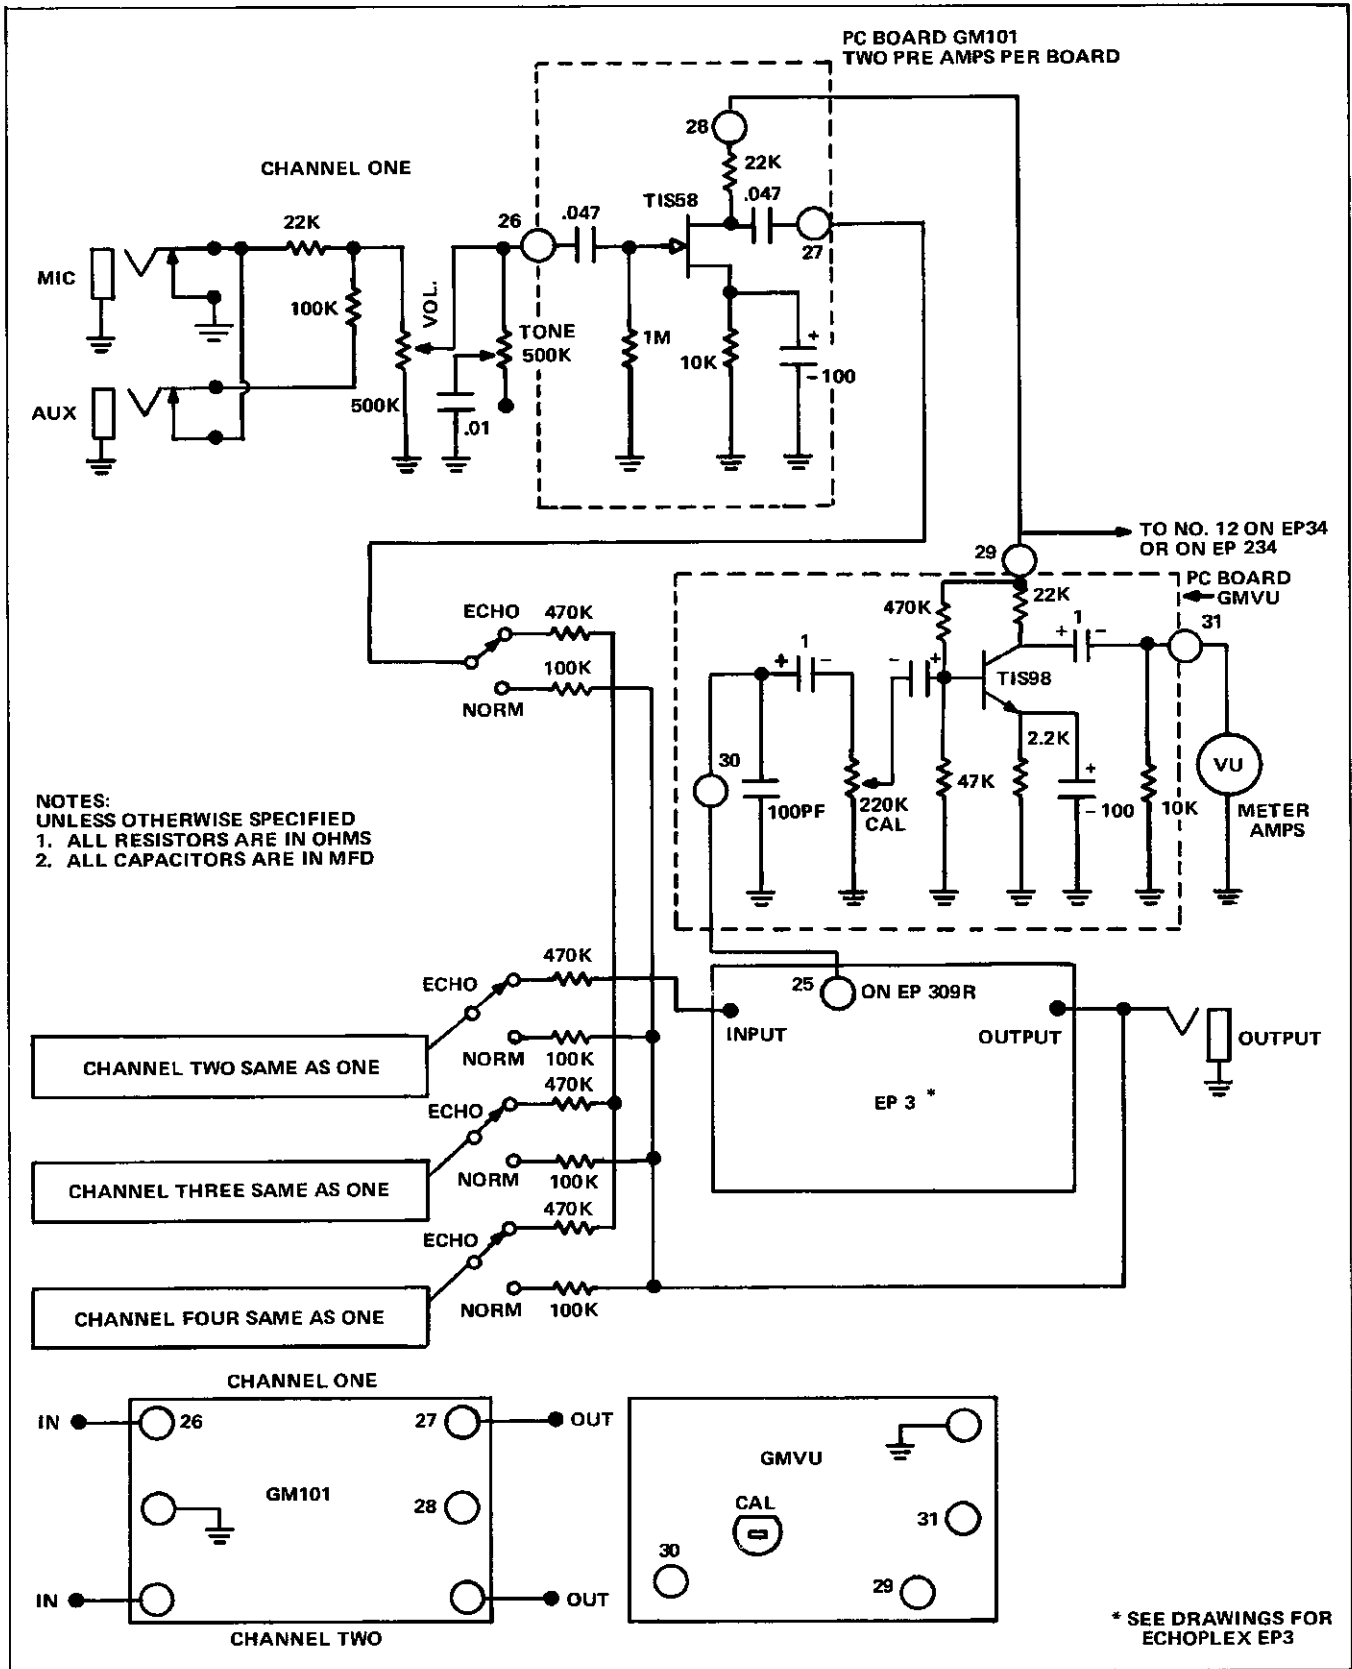 PC BOARD GM101
TWO PRE AMPS PER BOARD
CHANNEL ONE
28
22K
TIS58
.047
27
26
.047
22K
MIC
100K
VOL.
TONE
500K
1M
10K
+
- 100
AUX
500K
.01
TO NO. 12 ON EP34
OR ON EP 234
29
PC BOARD
GMVU
470K
22K
1
+ -
31
ECHO
470K
100K
NORM
1
+ -
- +
TIS98
30
2.2K
VU
100PF
220K
CAL
47K
+
- 100
10K
METER
AMPS
NOTES:
UNLESS OTHERWISE SPECIFIED
1. ALL RESISTORS ARE IN OHMS
2. ALL CAPACITORS ARE IN MFD
470K
ECHO
25
ON EP 309R
INPUT
OUTPUT
OUTPUT
NORM
100K
CHANNEL TWO SAME AS ONE
470K
ECHO
EP 3 *
NORM
100K
CHANNEL THREE SAME AS ONE
470K
ECHO
NORM
100K
CHANNEL FOUR SAME AS ONE
CHANNEL ONE
IN
26
27
OUT
GM101
28
IN
OUT
CHANNEL TWO
GMVU
CAL
31
30
29
* SEE DRAWINGS FOR
ECHOPLEX EP3